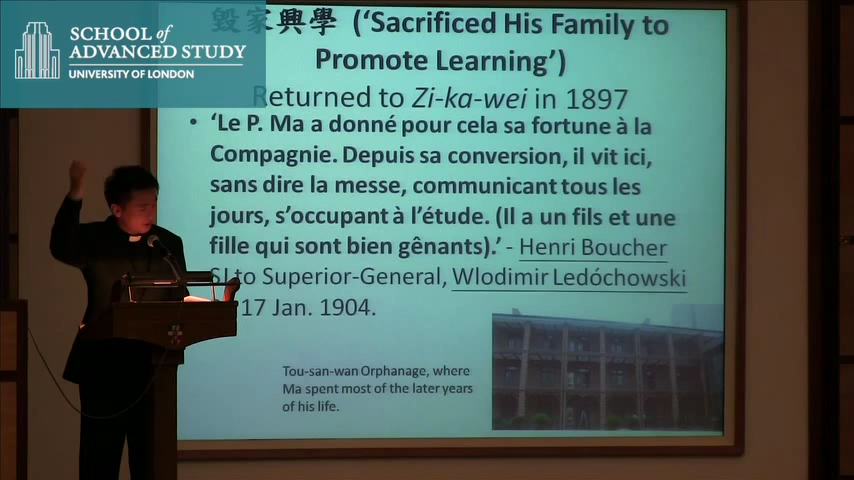 SCHOOL of
ADVANCED STUDY
UNIVERSITY OF LONDON
毀家興學 (‘Sacrificed His Family to
Promote Learning’)
Returned to Zi-ka-wei in 1897
• ‘Le P. Ma a donné pour cela sa fortune à la
Compagnie. Depuis sa conversion, il vit ici,
sans dire la messe, communicant tous les
jours, s’occupant à l’étude. (Il a un fils et une
fille qui sont bien gênants).’ - Henri Boucher
SJ to Superior-General, Wlodimir Ledóchowski
17 Jan. 1904.
Tou-san-wan Orphanage, where
Ma spent most of the later years
of his life.